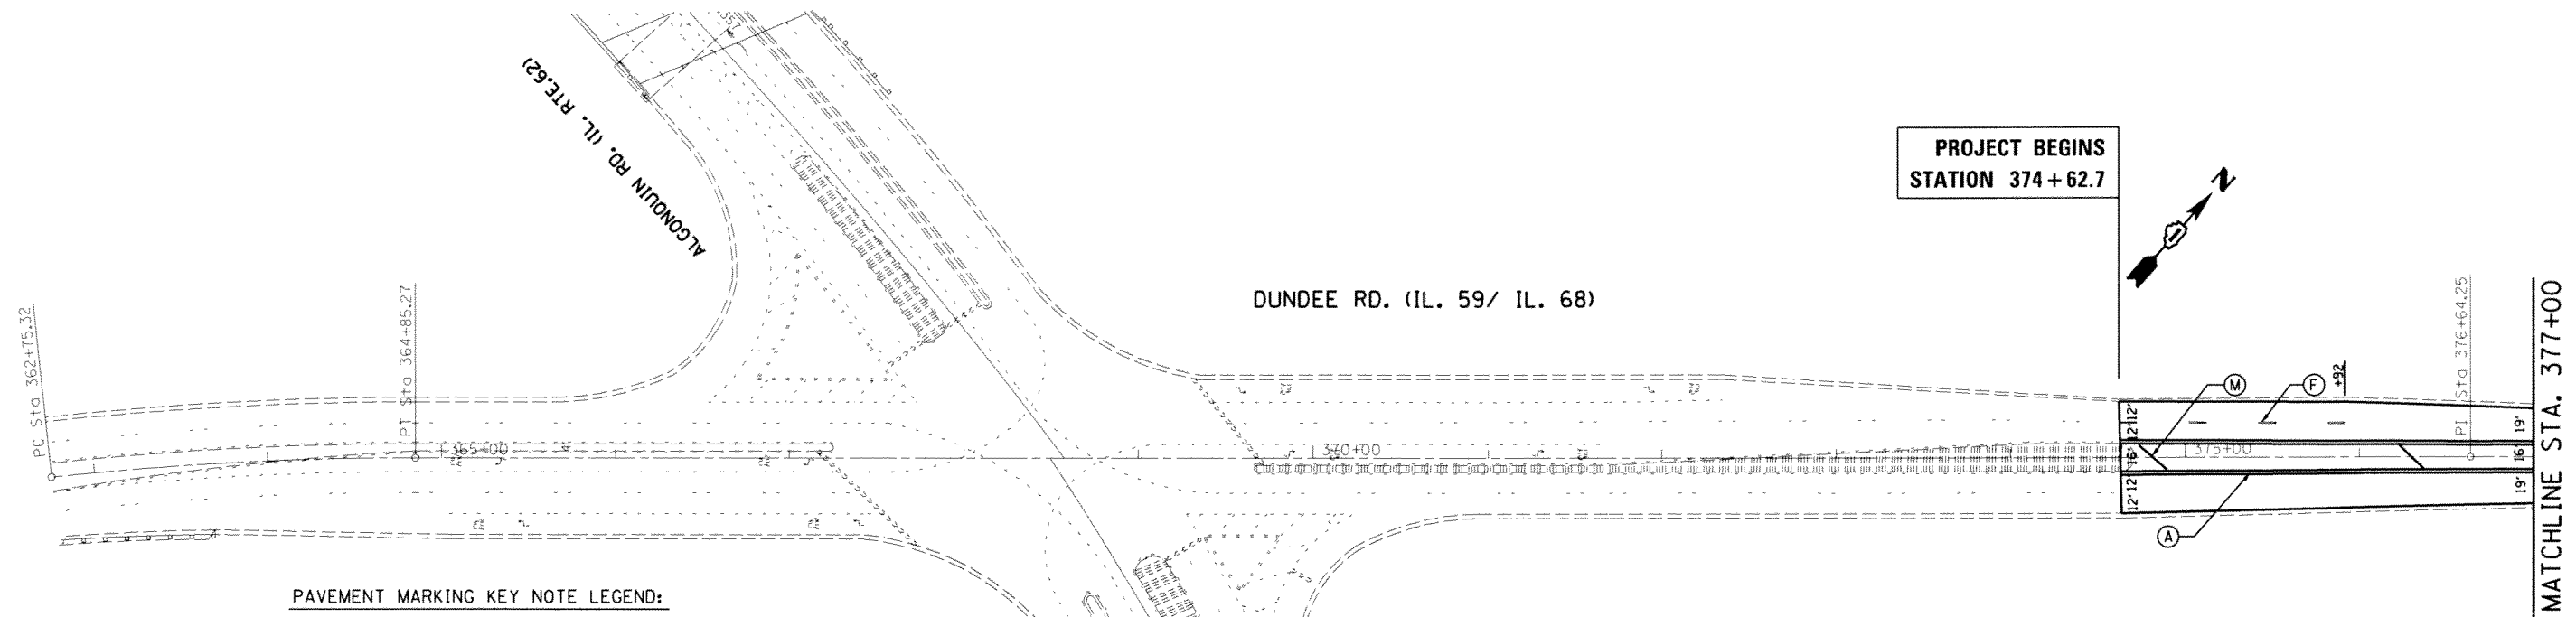 357
ALGONQUIN RD. (IL. RTE.62)
PROJECT BEGINS
STATION 374+62.7
N
DUNDEE RD. (IL. 59/ IL. 68)
PC Sta 362+75.32
PT Sta 364+85.27
365+00
370+00
375+00
M
F
+92
PI Sta 376+64.25
MATCHLINE STA. 377+00
12'
12'
16'
12'
12'
19'
16'
19'
A
PAVEMENT MARKING KEY NOTE LEGEND: